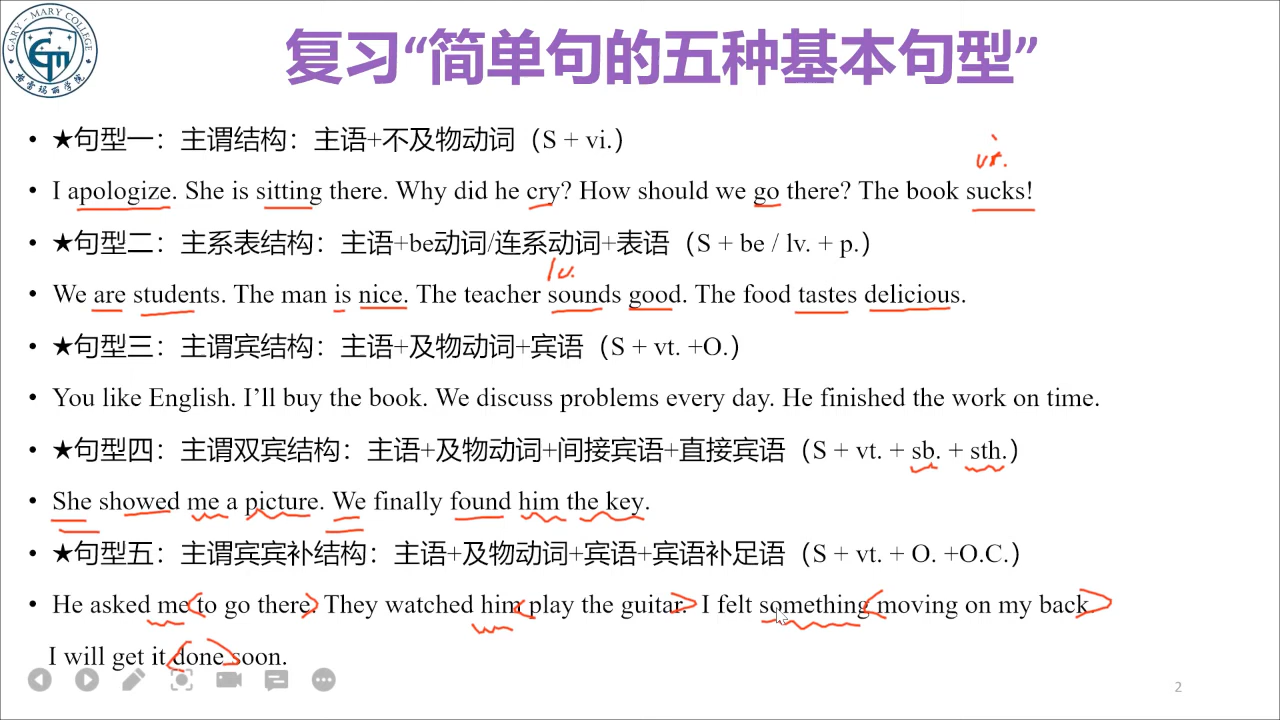 GARY - MARY COLLEGE
格雷玛丽学院
复习“简单句的五种基本句型”
• ★句型一：主谓结构：主语+不及物动词（S + vi.）
vt.
• I apologize. She is sitting there. Why did he cry? How should we go there? The book sucks!
• ★句型二：主系表结构：主语+be动词/连系动词+表语（S + be / lv. + p.）
lv.
• We are students. The man is nice. The teacher sounds good. The food tastes delicious.
• ★句型三：主谓宾结构：主语+及物动词+宾语（S + vt. +O.）
• You like English. I’ll buy the book. We discuss problems every day. He finished the work on time.
• ★句型四：主谓双宾结构：主语+及物动词+间接宾语+直接宾语（S + vt. + sb. + sth.）
• She showed me a picture. We finally found him the key.
• ★句型五：主谓宾宾补结构：主语+及物动词+宾语+宾语补足语（S + vt. + O. +O.C.）
• He asked me to go there. They watched him play the guitar. I felt something moving on my back.
I will get it done soon.
2